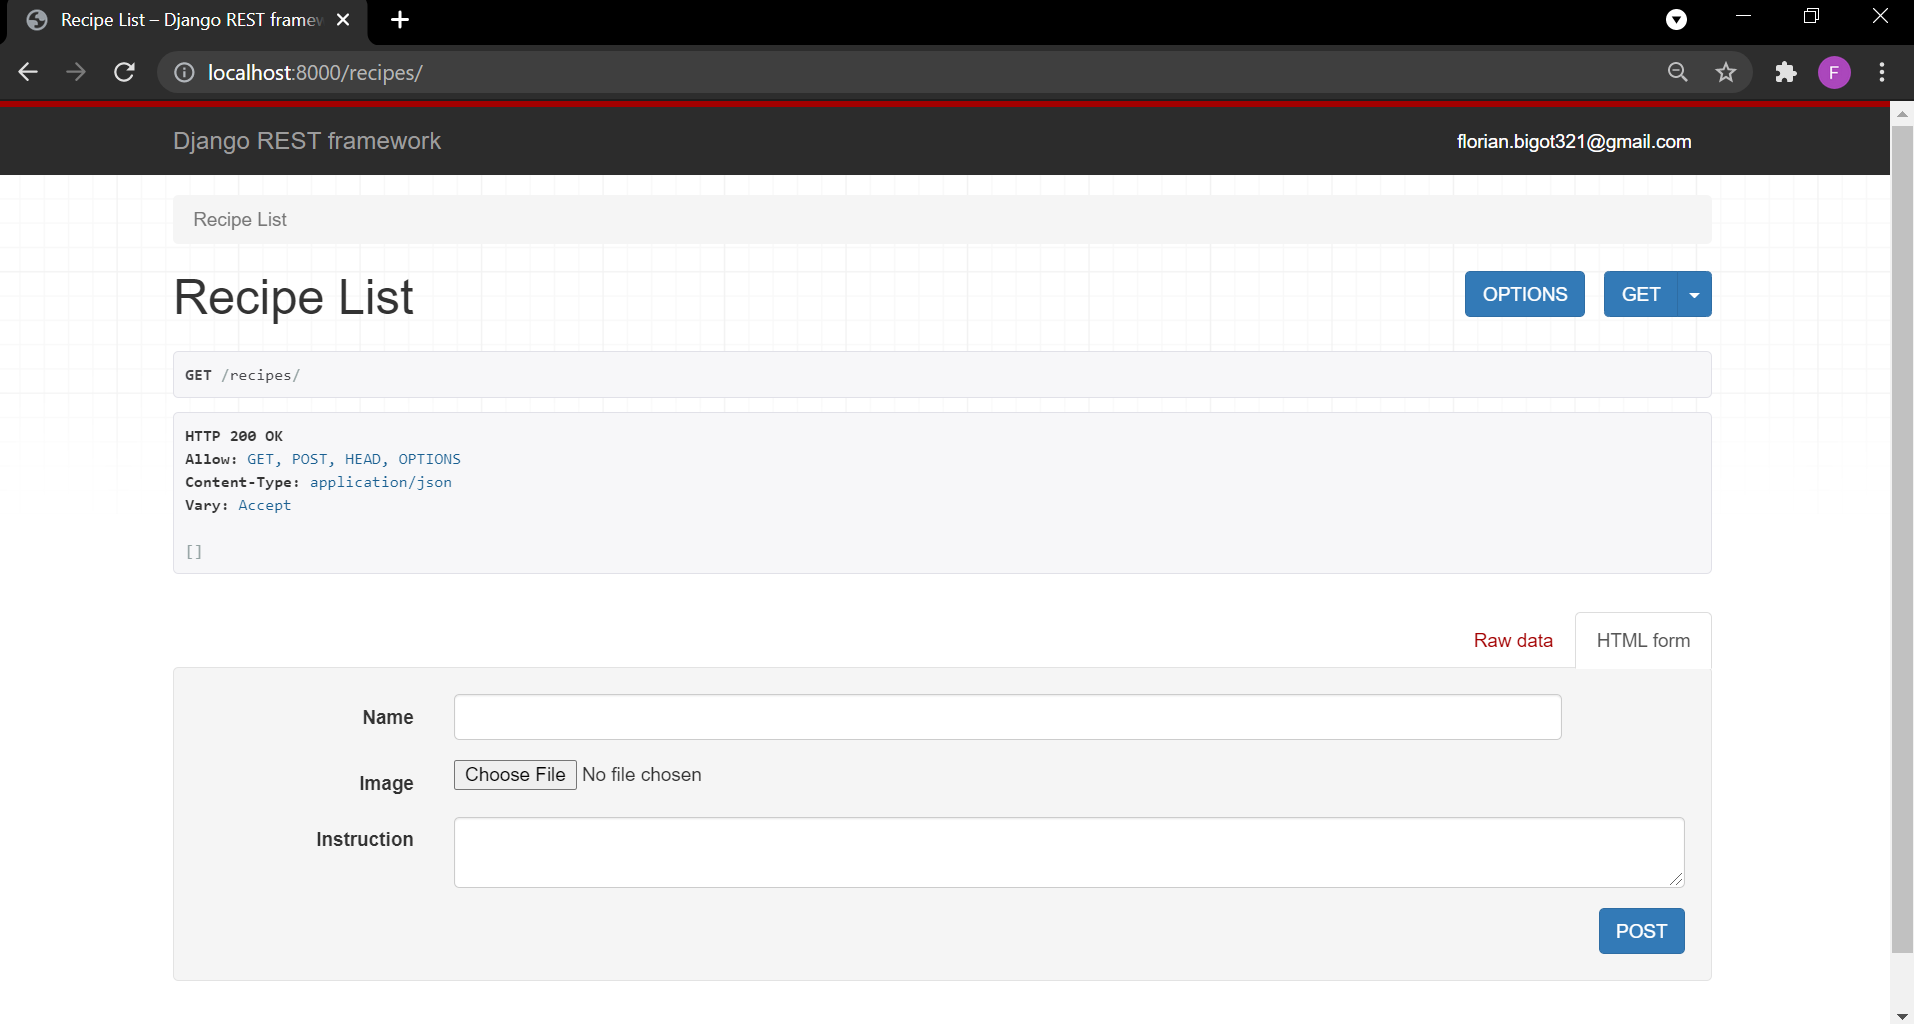 Recipe List – Django REST framew
localhost:8000/recipes/
F
Django REST framework
florian.bigot321@gmail.com
Recipe List
Recipe List
OPTIONS
GET
GET /recipes/
HTTP 200 OK
Allow: GET, POST, HEAD, OPTIONS
Content-Type: application/json
Vary: Accept
[]
Raw data
HTML form
Name
Image
Choose File No file chosen
Instruction
POST